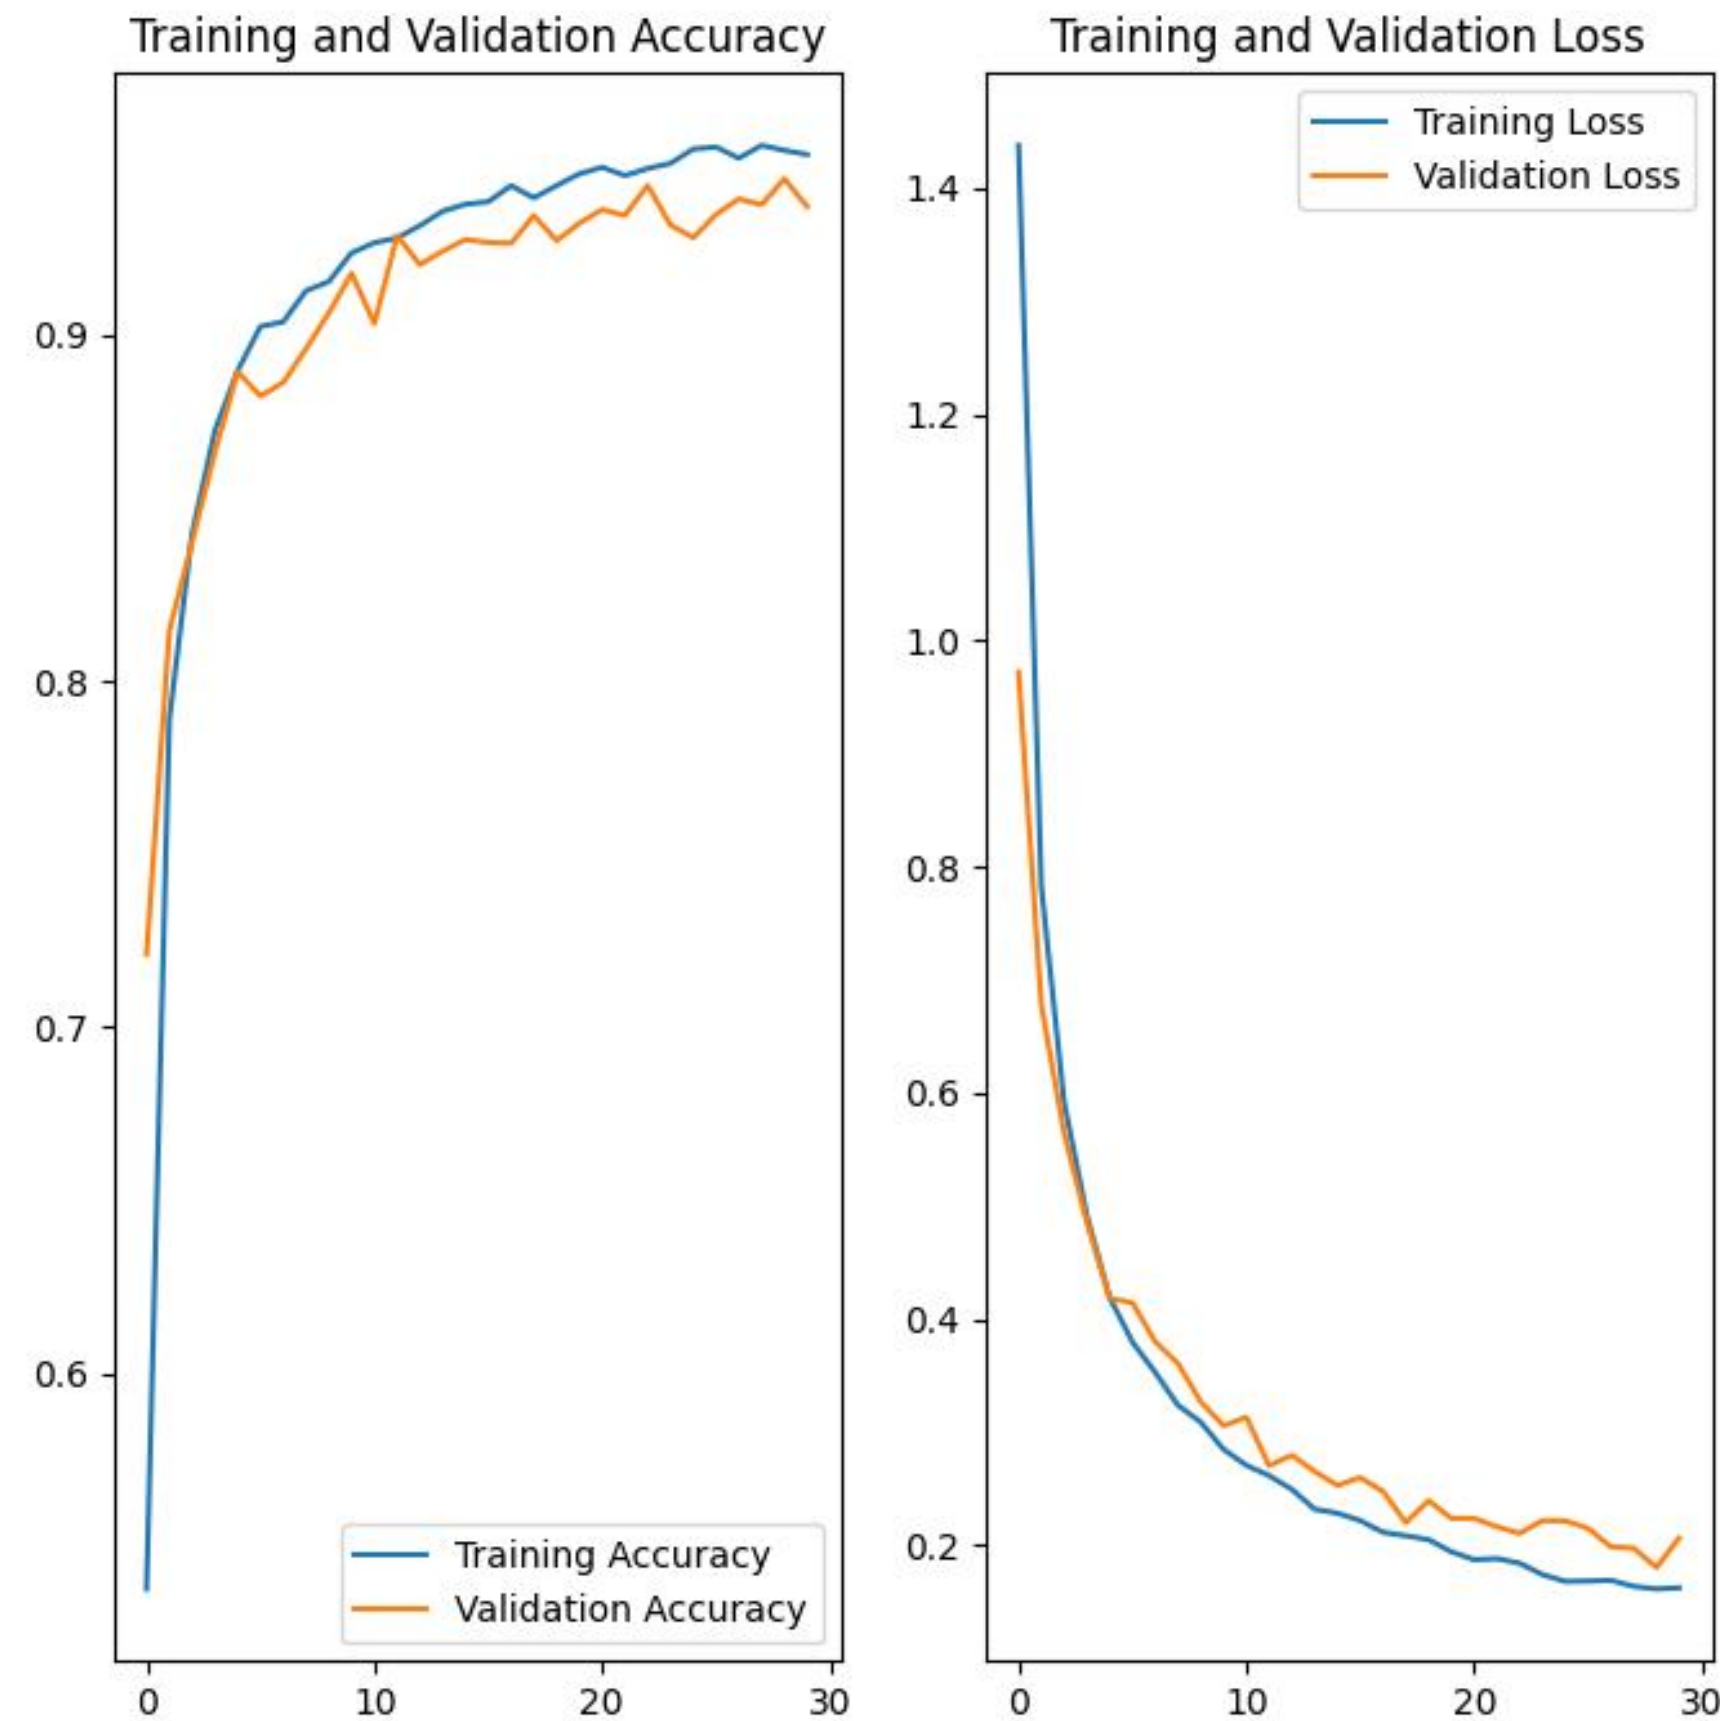 Training and Validation Accuracy
0.9
0.8
0.7
0.6
Training Accuracy
Validation Accuracy
0 10 20 30
Training and Validation Loss
Training Loss
Validation Loss
1.4
1.2
1.0
0.8
0.6
0.4
0.2
0 10 20 30